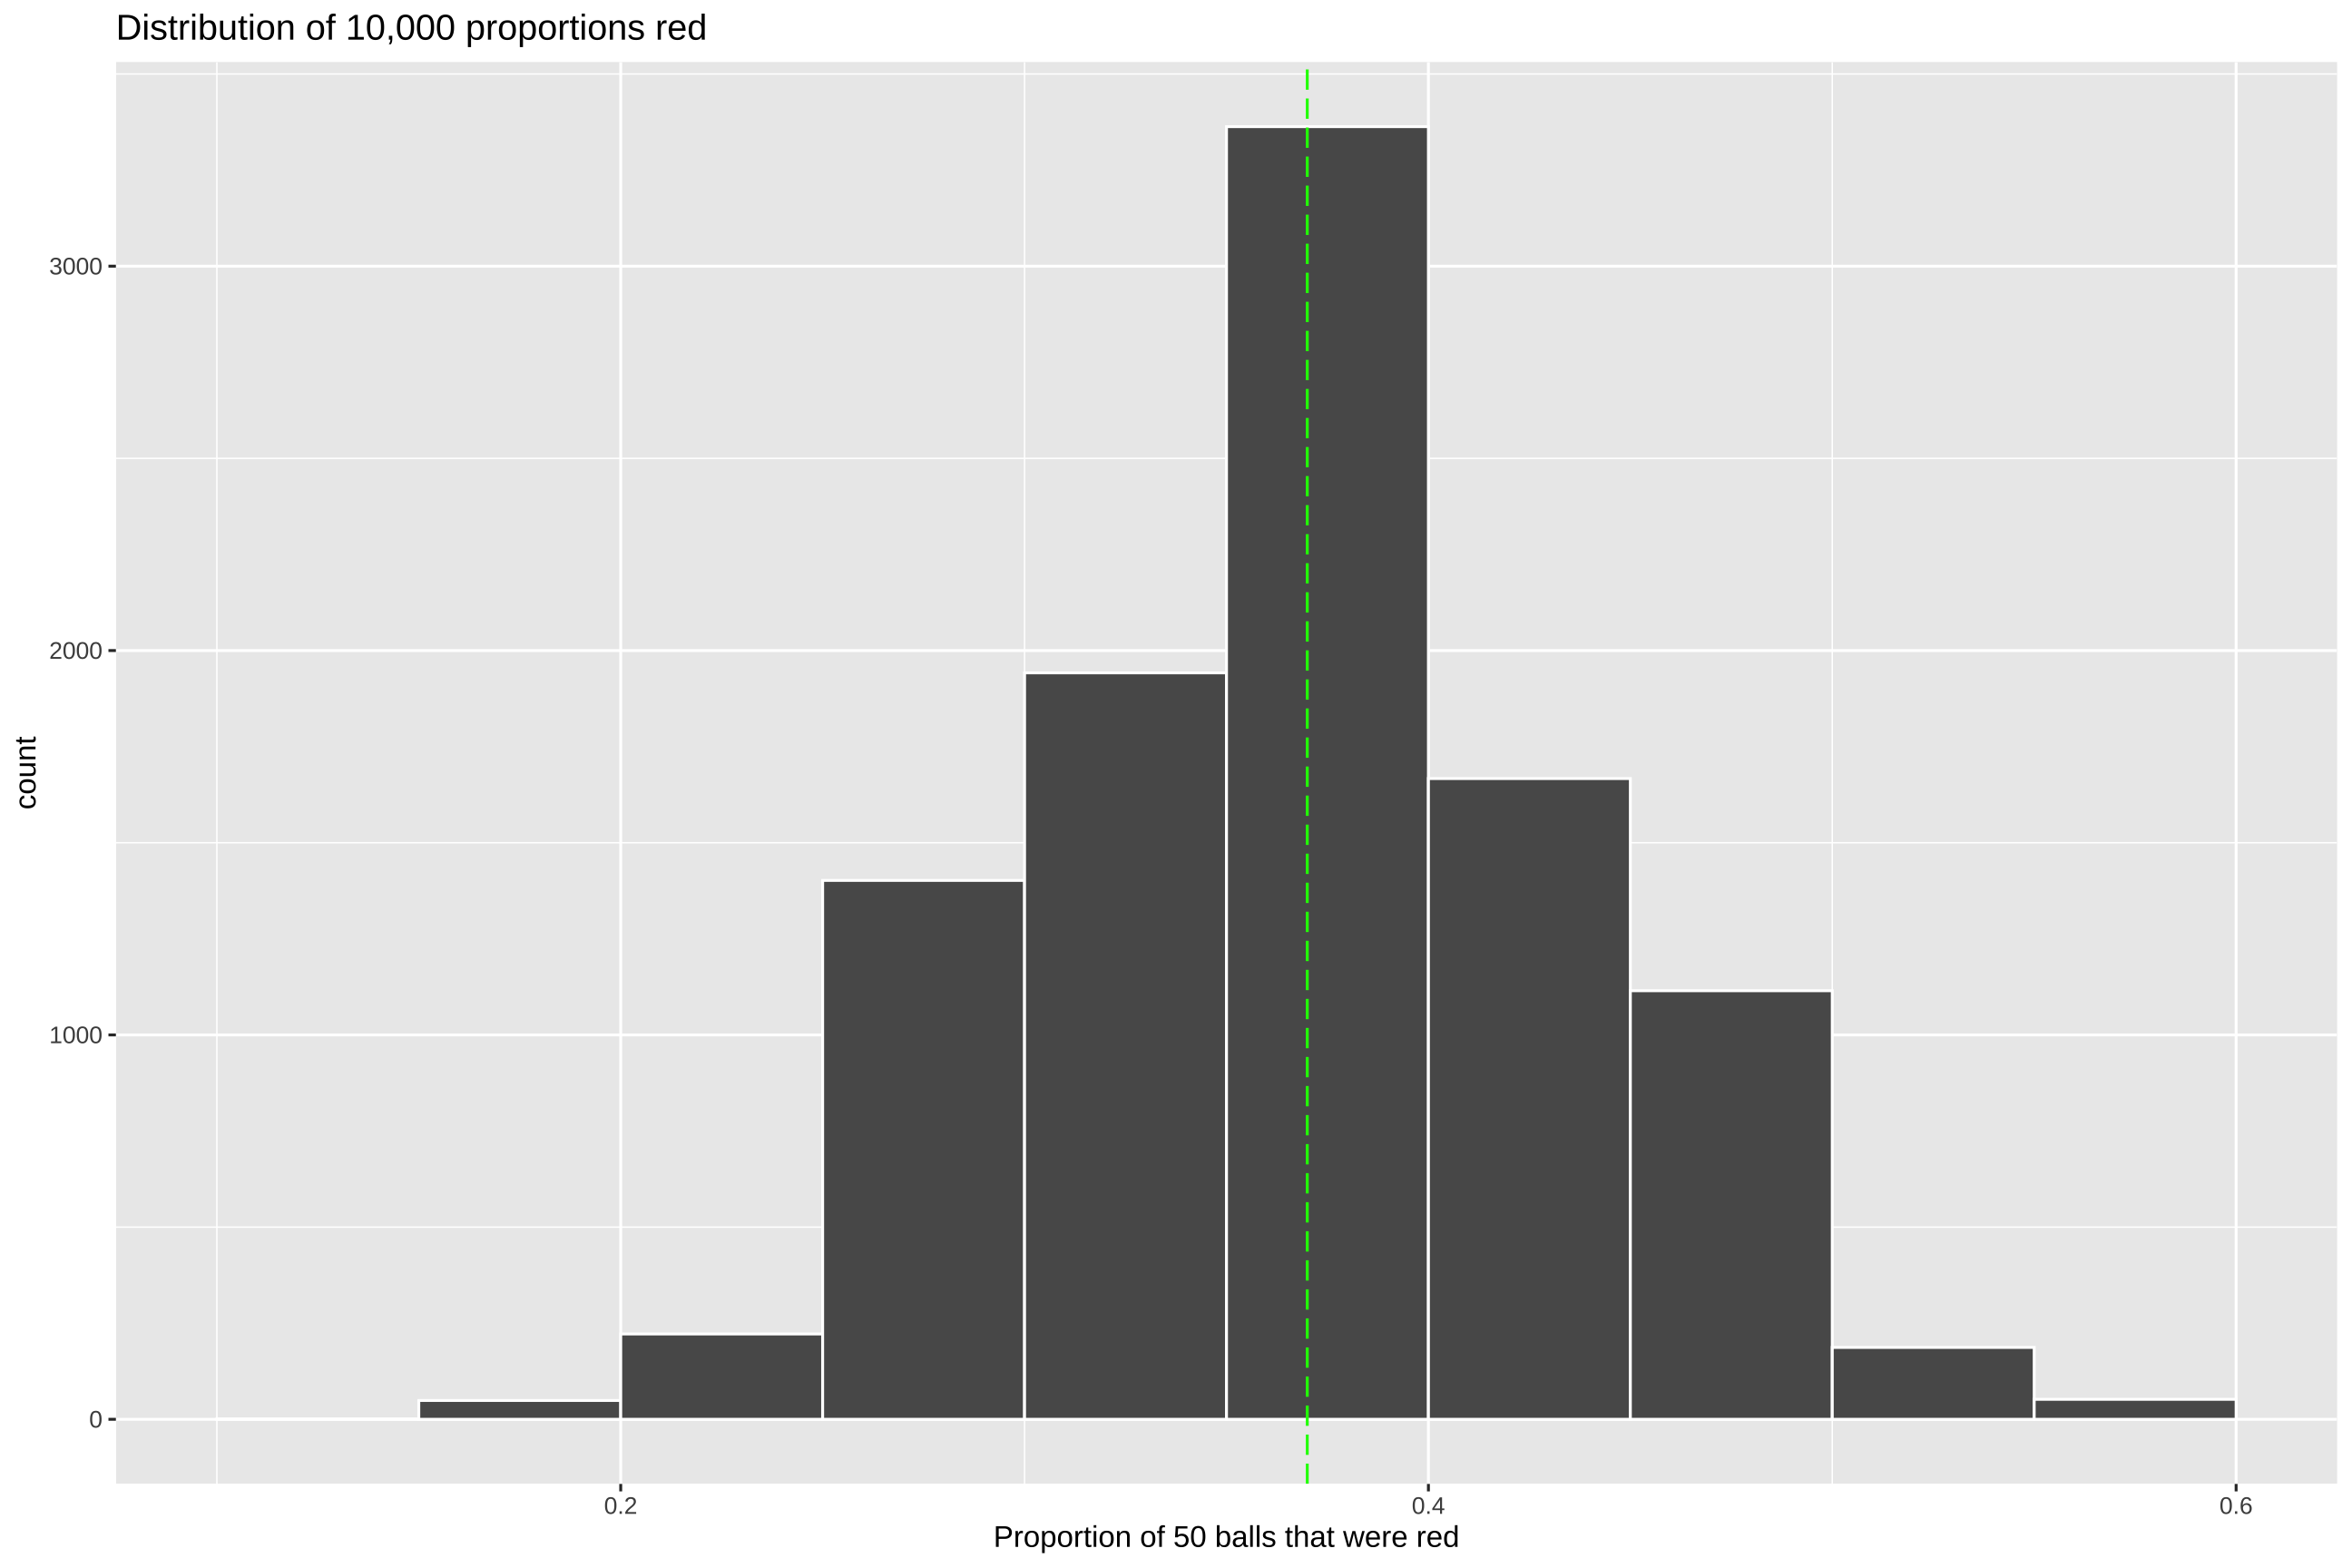 Distribution of 10,000 proportions red
3000
2000
1000
0
count
0.2
0.4
0.6
Proportion of 50 balls that were red